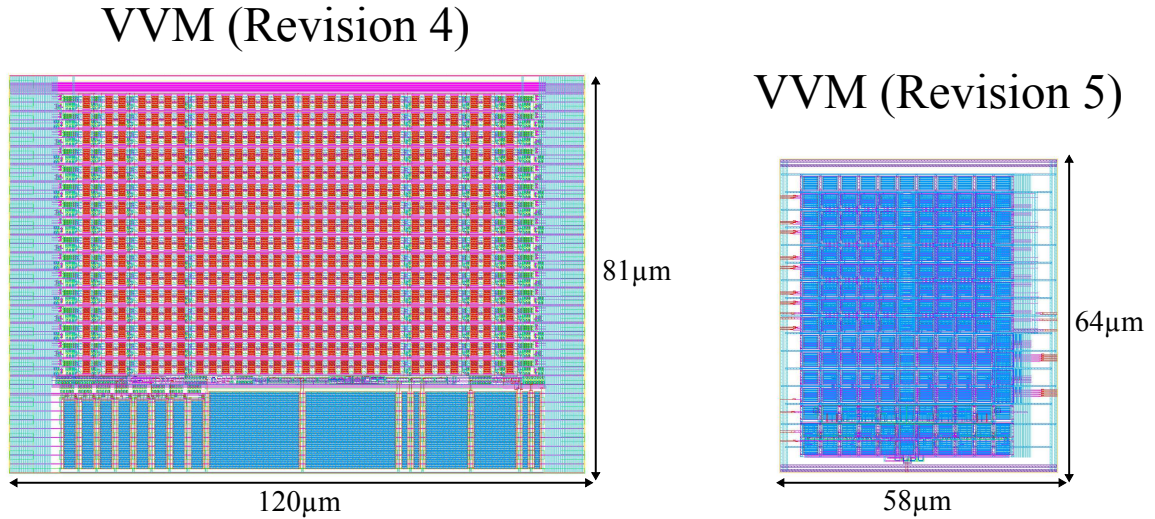 VVM (Revision 4)
VVM (Revision 5)
81µm
64µm
120µm
58µm